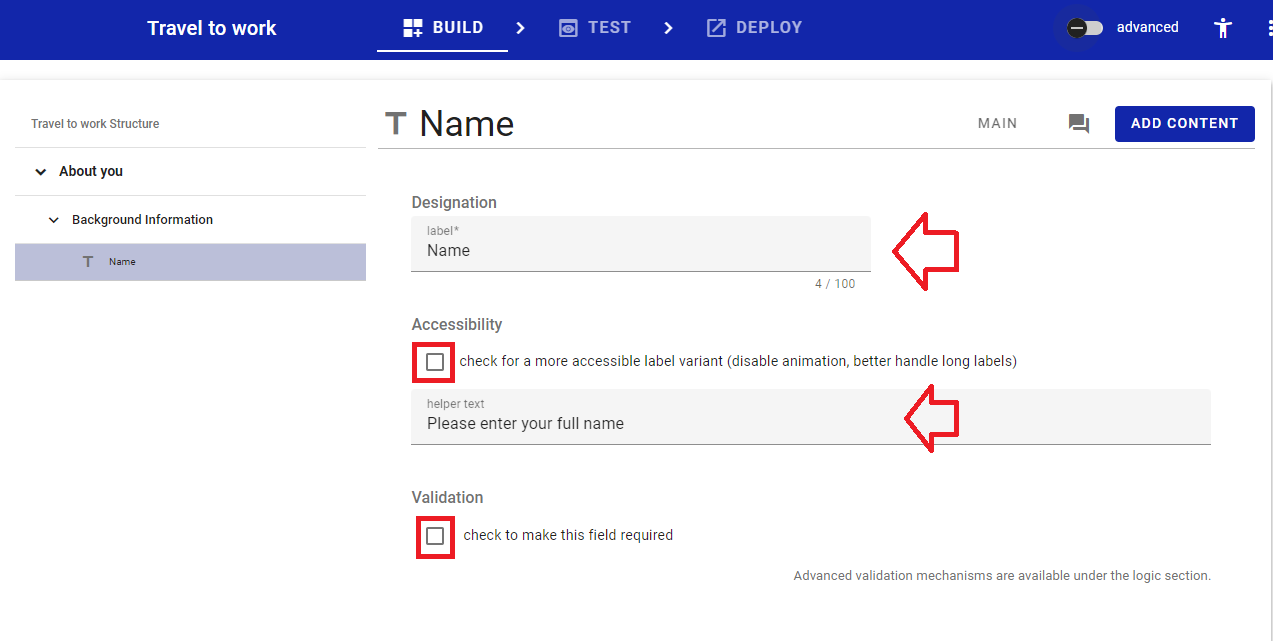 Travel to work
BUILD
TEST
DEPLOY
advanced
Travel to work Structure
About you
Background Information
Name
T Name
MAIN
ADD CONTENT
Designation
label*
Name
4 / 100
Accessibility
check for a more accessible label variant (disable animation, better handle long labels)
helper text
Please enter your full name
Validation
check to make this field required
Advanced validation mechanisms are available under the logic section.